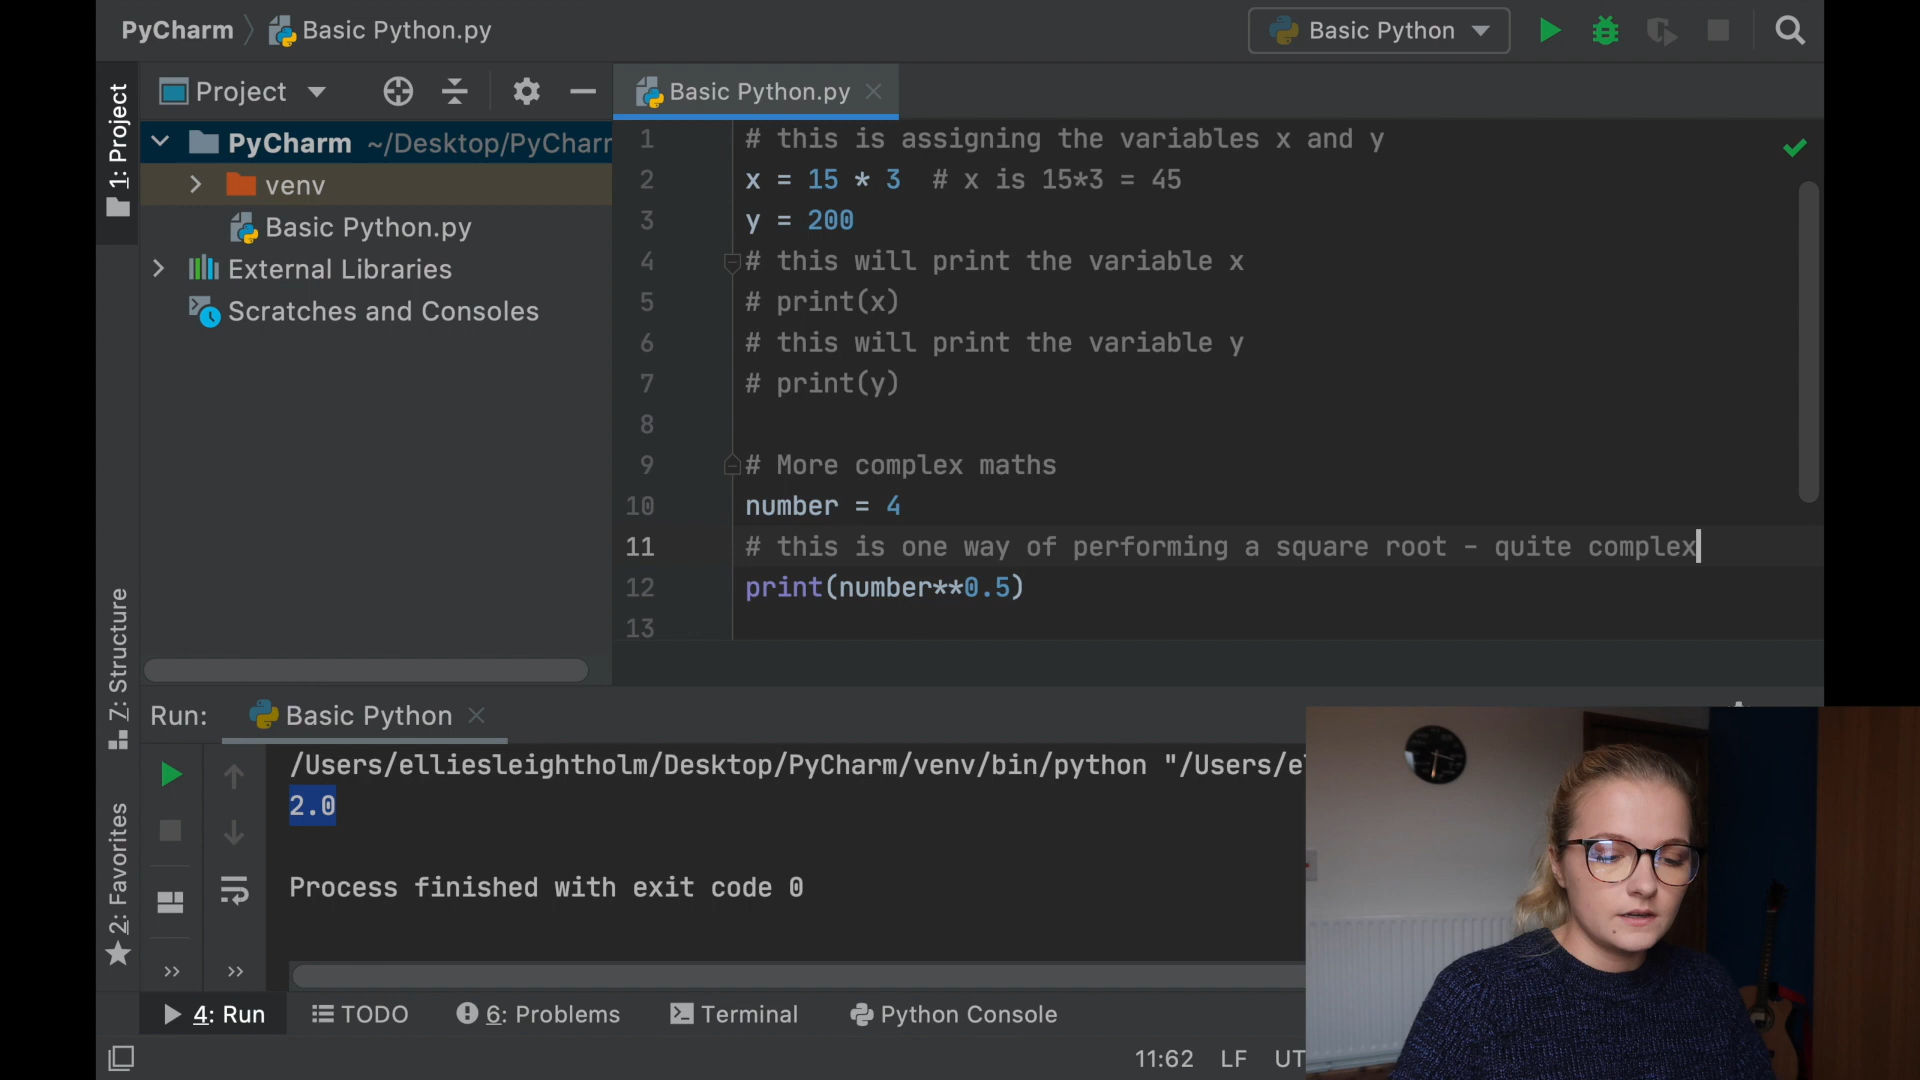 PyCharm
Basic Python.py
Basic Python
1: Project
Project
Basic Python.py
PyCharm ~/Desktop/PyChar
venv
Basic Python.py
External Libraries
Scratches and Consoles
1 # this is assigning the variables x and y
2 x = 15 * 3 # x is 15*3 = 45
3 y = 200
4 # this will print the variable x
5 # print(x)
6 # this will print the variable y
7 # print(y)
8
9 # More complex maths
10 number = 4
11 # this is one way of performing a square root - quite complex
12 print(number**0.5)
13
Z: Structure
2: Favorites
Run:
Basic Python
/Users/elliesleightholm/Desktop/PyCharm/venv/bin/python "/Users/e
2.0
Process finished with exit code 0
4: Run
TODO
6: Problems
Terminal
Python Console
11:62
LF
UT